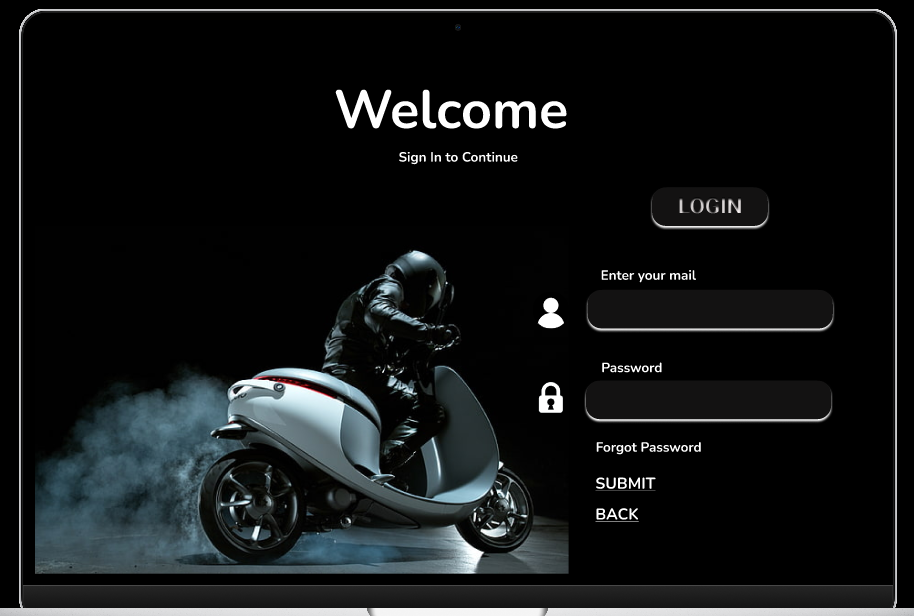 Welcome
Sign In to Continue
LOGIN
Enter your mail
Password
Forgot Password
SUBMIT
BACK